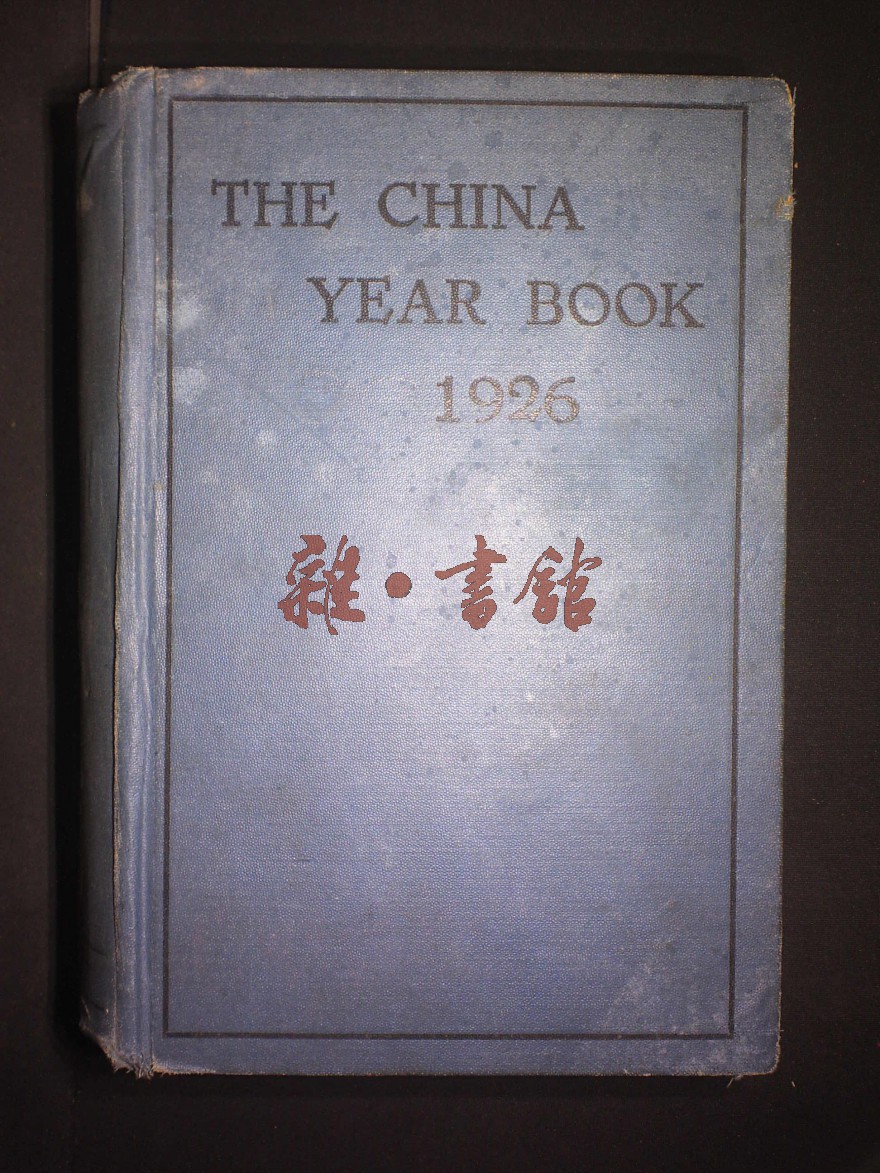 THE CHINA
YEAR BOOK
1926
雜·書館